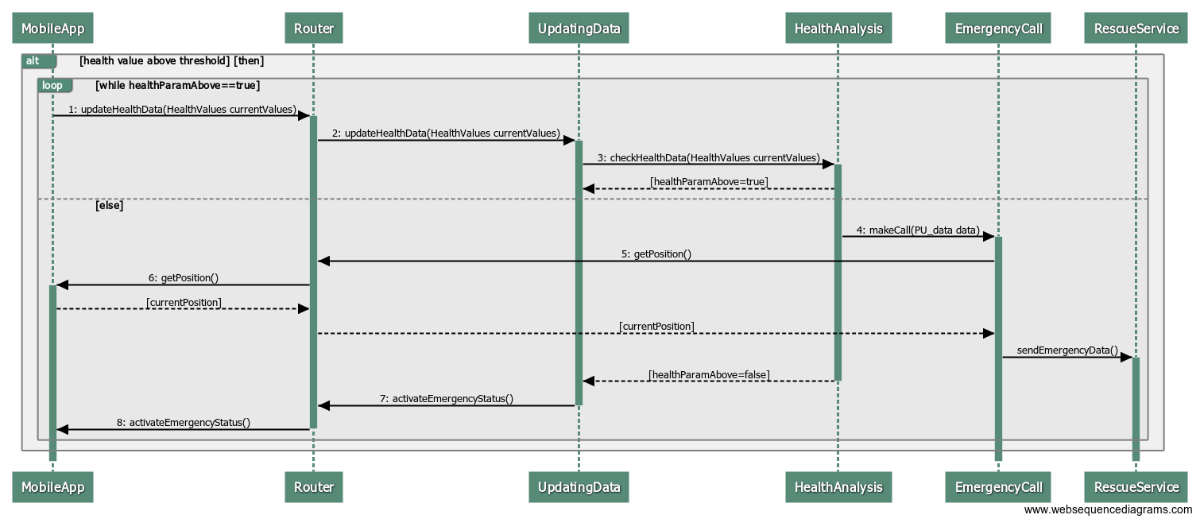 MobileApp Router UpdatingData HealthAnalysis EmergencyCall RescueService
alt [health value above threshold] [then]
loop [while healthParamAbove==true]
1: updateHealthData(HealthValues currentValues)
2: updateHealthData(HealthValues currentValues)
3: checkHealthData(HealthValues currentValues)
[healthParamAbove=true]
[else]
4: makeCall(PU_data data)
5: getPosition()
6: getPosition()
[currentPosition]
[currentPosition]
sendEmergencyData()
[healthParamAbove=false]
7: activateEmergencyStatus()
8: activateEmergencyStatus()
MobileApp Router UpdatingData HealthAnalysis EmergencyCall RescueService
www.websequencediagrams.com